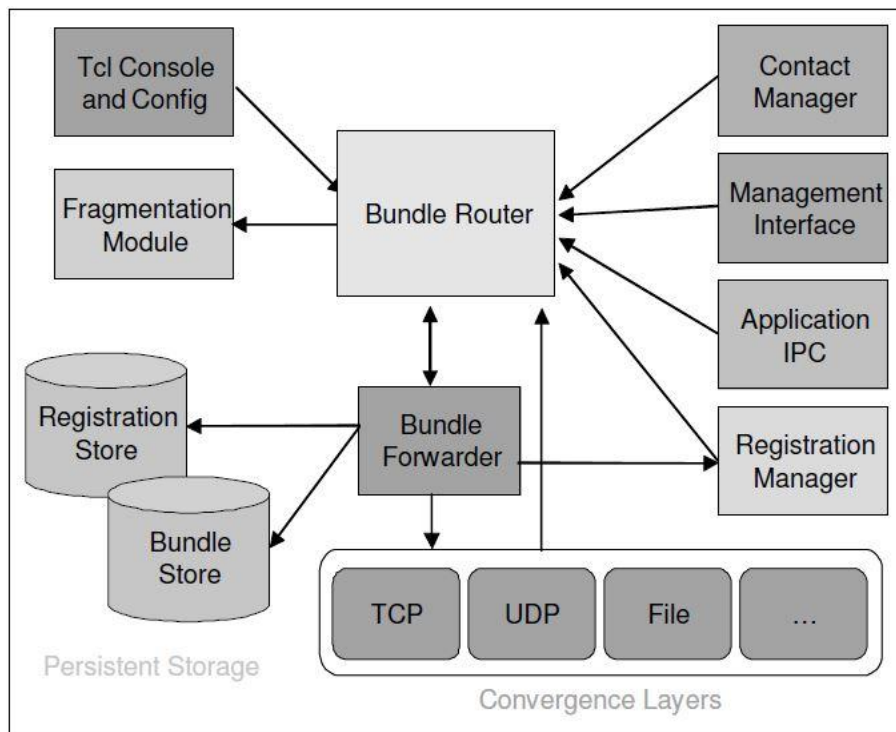 Tcl Console
and Config
Contact
Manager
Bundle Router
Fragmentation
Module
Management
Interface
Application
IPC
Registration
Store
Bundle
Forwarder
Registration
Manager
Bundle
Store
TCP
UDP
File
...
Persistent Storage
Convergence Layers